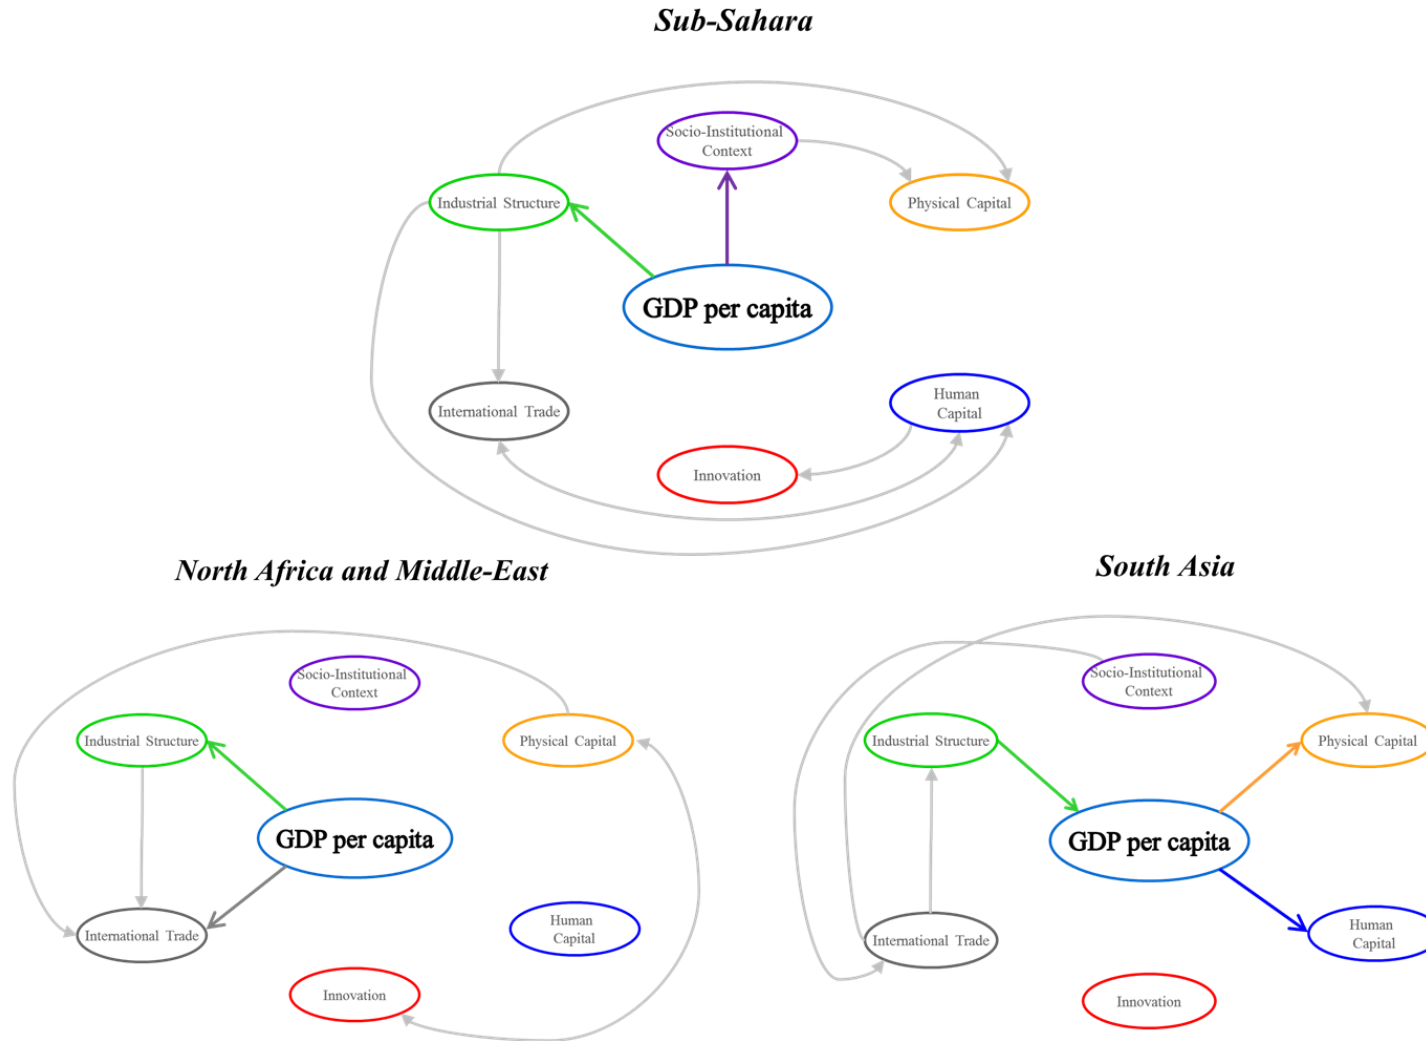 Sub-Sahara
Socio-Institutional
Context
Industrial Structure
Physical Capital
GDP per capita
Human
Capital
International Trade
Innovation
North Africa and Middle-East
Socio-Institutional
Context
Industrial Structure
Physical Capital
GDP per capita
Human
Capital
International Trade
Innovation
South Asia
Socio-Institutional
Context
Industrial Structure
Physical Capital
GDP per capita
Human
Capital
International Trade
Innovation